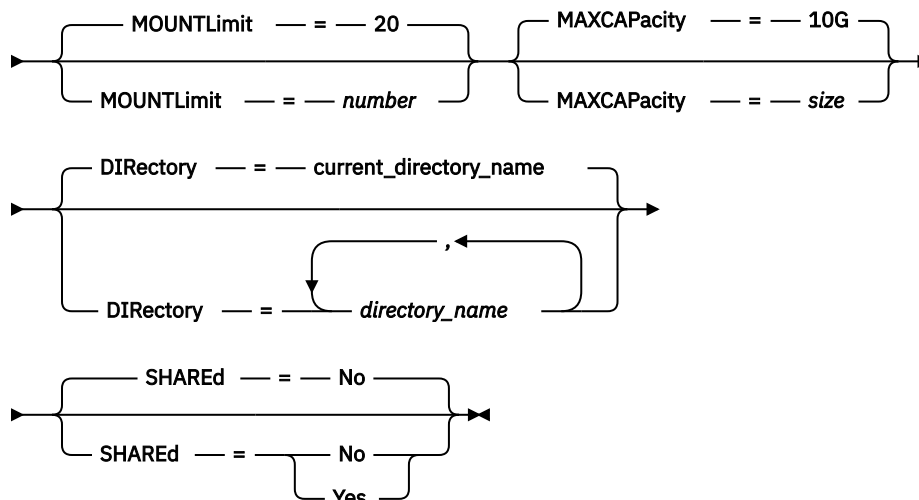 MOUNTLimit = 20 MAXCAPacity = 10G
MOUNTLimit = number MAXCAPacity = size
DIRectory = current_directory_name
,
DIRectory = directory_name
SHAREd = No
SHAREd = No
Yes